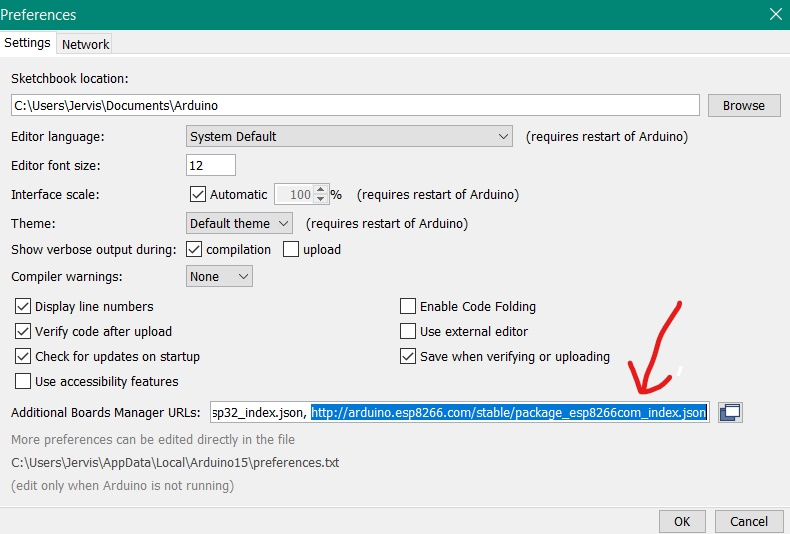 Preferences
Settings Network
Sketchbook location:
C:\Users\Jervis\Documents\Arduino Browse
Editor language: System Default (requires restart of Arduino)
Editor font size: 12
Interface scale: Automatic 100 % (requires restart of Arduino)
Theme: Default theme (requires restart of Arduino)
Show verbose output during: compilation upload
Compiler warnings: None
Display line numbers Enable Code Folding
Verify code after upload Use external editor
Check for updates on startup Save when verifying or uploading
Use accessibility features
Additional Boards Manager URLs: sp32_index.json, http://arduino.esp8266.com/stable/package_esp8266com_index.json
More preferences can be edited directly in the file
C:\Users\Jervis\AppData\Local\Arduino15\preferences.txt
(edit only when Arduino is not running)
OK Cancel